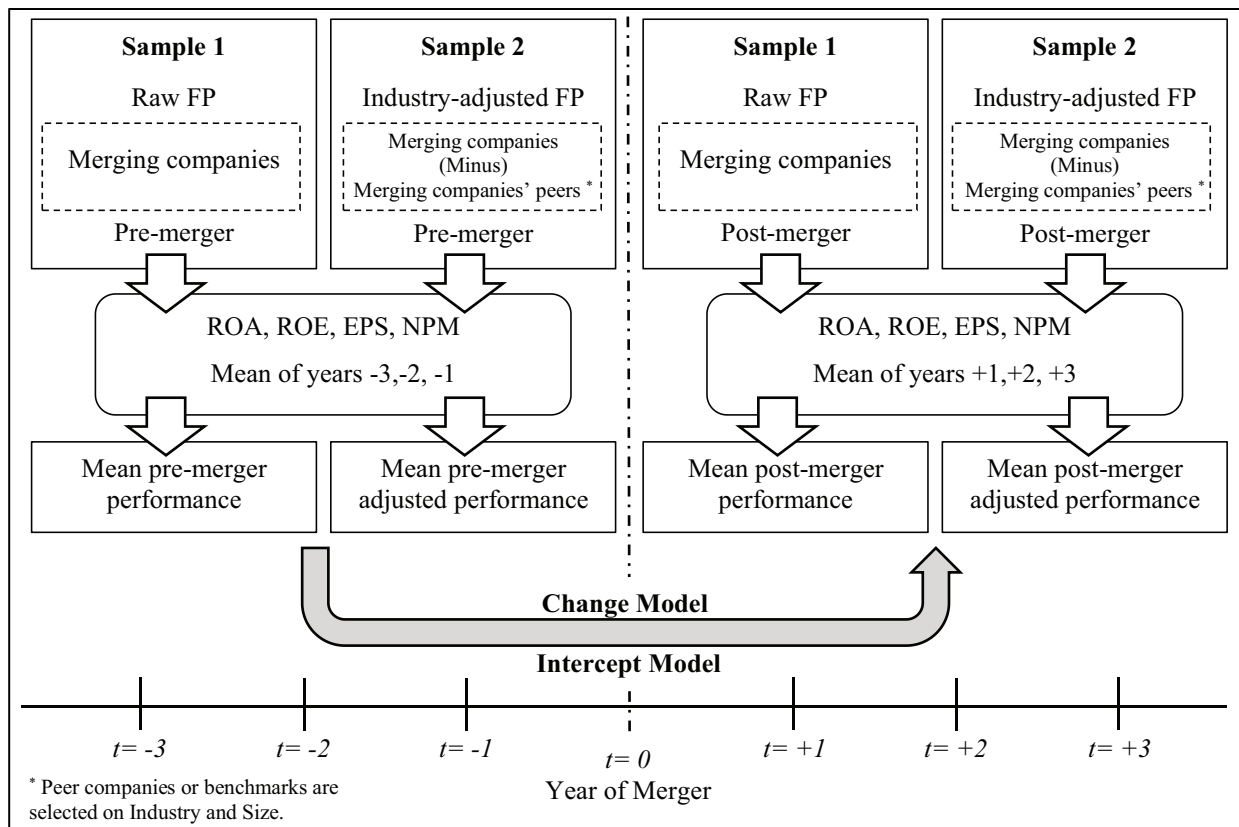 Sample 1
Raw FP
Merging companies
Pre-merger
Sample 2
Industry-adjusted FP
Merging companies
(Minus)
Merging companies’ peers *
Pre-merger
ROA, ROE, EPS, NPM
Mean of years -3,-2, -1
Mean pre-merger
performance
Mean pre-merger
adjusted performance
Sample 1
Raw FP
Merging companies
Post-merger
Sample 2
Industry-adjusted FP
Merging companies
(Minus)
Merging companies’ peers *
Post-merger
ROA, ROE, EPS, NPM
Mean of years +1,+2, +3
Mean post-merger
performance
Mean post-merger
adjusted performance
Change Model
Intercept Model
t= -3
t= -2
t= -1
t= 0
t= +1
t= +2
t= +3
Year of Merger
* Peer companies or benchmarks are
selected on Industry and Size.